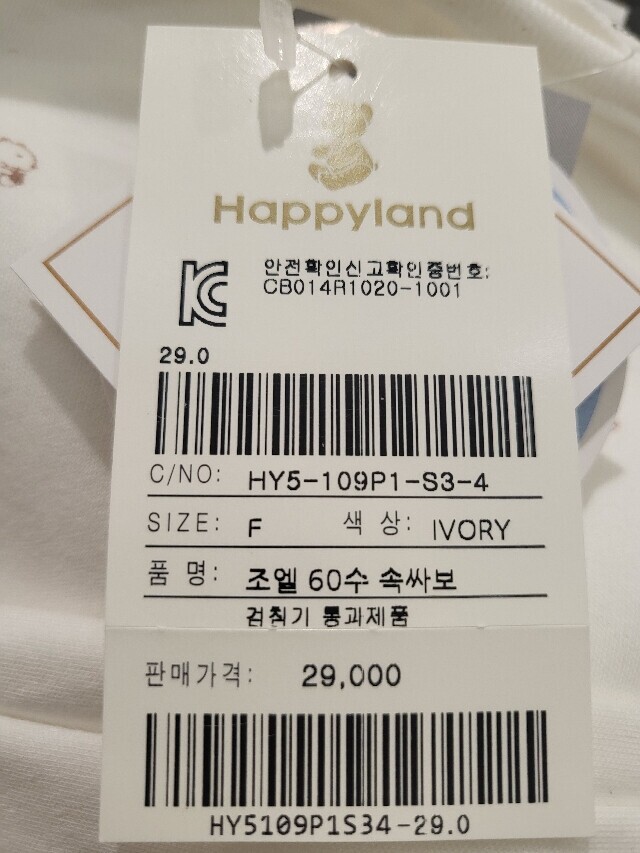 Happyland
KC
안전확인신고확인증번호:
CB014R1020-1001
29.0
C/NO: HY5-109P1-S3-4
SIZE: F 색 상: IVORY
품 명: 조엘 60수 속싸보
검침기 통과제품
판매가격: 29,000
HY5109P1S34-29.0